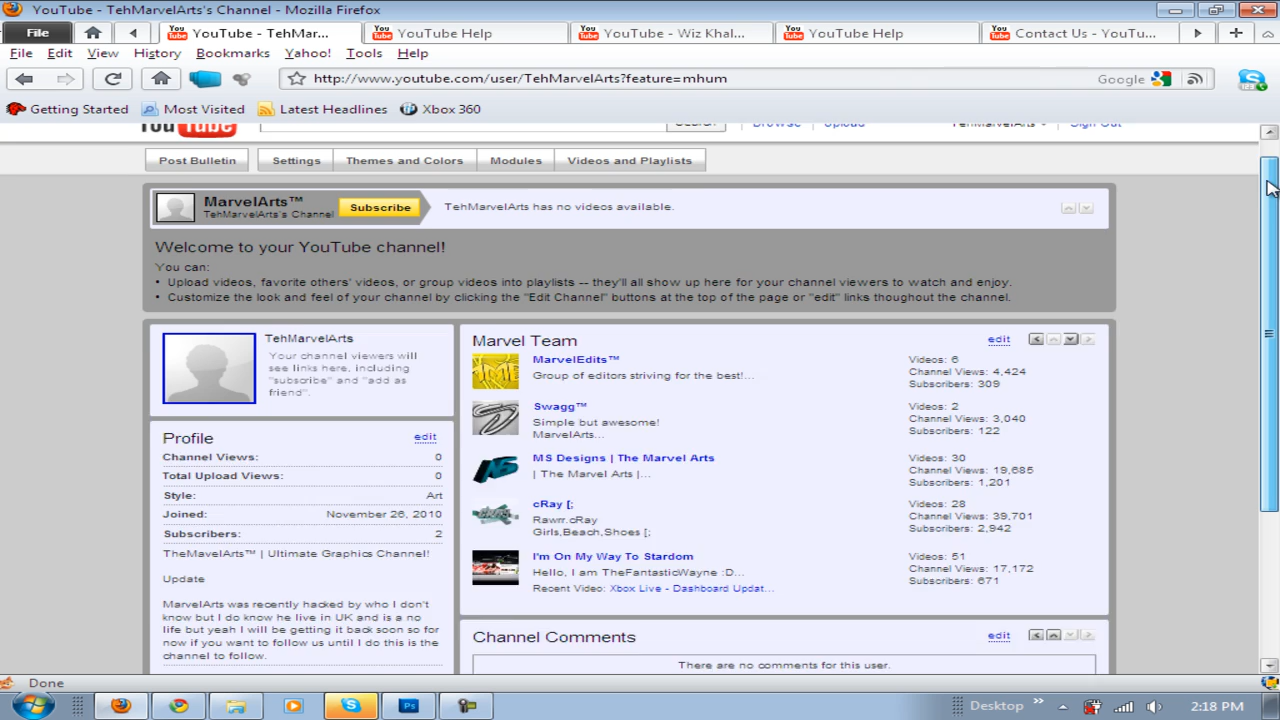 YouTube - TehMarvelArts's Channel - Mozilla Firefox
File
You Tube YouTube - TehMar...
You Tube YouTube Help
You Tube YouTube - Wiz Khal...
You Tube YouTube Help
You Tube Contact Us - YouTu...
File Edit View History Bookmarks Yahoo! Tools Help
http://www.youtube.com/user/TehMarvelArts?feature=mhum
Google
Getting Started Most Visited Latest Headlines Xbox 360
You Tube Search Browse Upload TehMarvelArts Sign Out
Post Bulletin Settings Themes and Colors Modules Videos and Playlists
MarvelArts™
TehMarvelArts's Channel
Subscribe
TehMarvelArts has no videos available.
Welcome to your YouTube channel!
You can:
• Upload videos, favorite others' videos, or group videos into playlists -- they'll all show up here for your channel viewers to watch and enjoy.
• Customize the look and feel of your channel by clicking the "Edit Channel" buttons at the top of the page or "edit" links thoughout the channel.
TehMarvelArts
Your channel viewers will
see links here, including
"subscribe" and "add as
friend".
Profile edit
Channel Views: 0
Total Upload Views: 0
Style: Art
Joined: November 26, 2010
Subscribers: 2
TheMavelArts™ | Ultimate Graphics Channel!
Update
MarvelArts was recently hacked by who I don't
know but I do know he live in UK and is a no
life but yeah I will be getting it back soon so for
now if you want to follow us until I do this is the
channel to follow.
Marvel Team edit
MarvelEdits™
Group of editors striving for the best!...
Videos: 6
Channel Views: 4,424
Subscribers: 309
Swagg™
Simple but awesome!
MarvelArts...
Videos: 2
Channel Views: 3,040
Subscribers: 122
MS Designs | The Marvel Arts
| The Marvel Arts |...
Videos: 30
Channel Views: 19,685
Subscribers: 1,201
cRay [;
Rawrr.cRay
Girls,Beach,Shoes [;
Videos: 28
Channel Views: 39,701
Subscribers: 2,942
I'm On My Way To Stardom
Hello, I am TheFantasticWayne :D...
Recent Video: Xbox Live - Dashboard Updat...
Videos: 51
Channel Views: 17,172
Subscribers: 671
Channel Comments edit
There are no comments for this user.
Done
Desktop »
2:18 PM